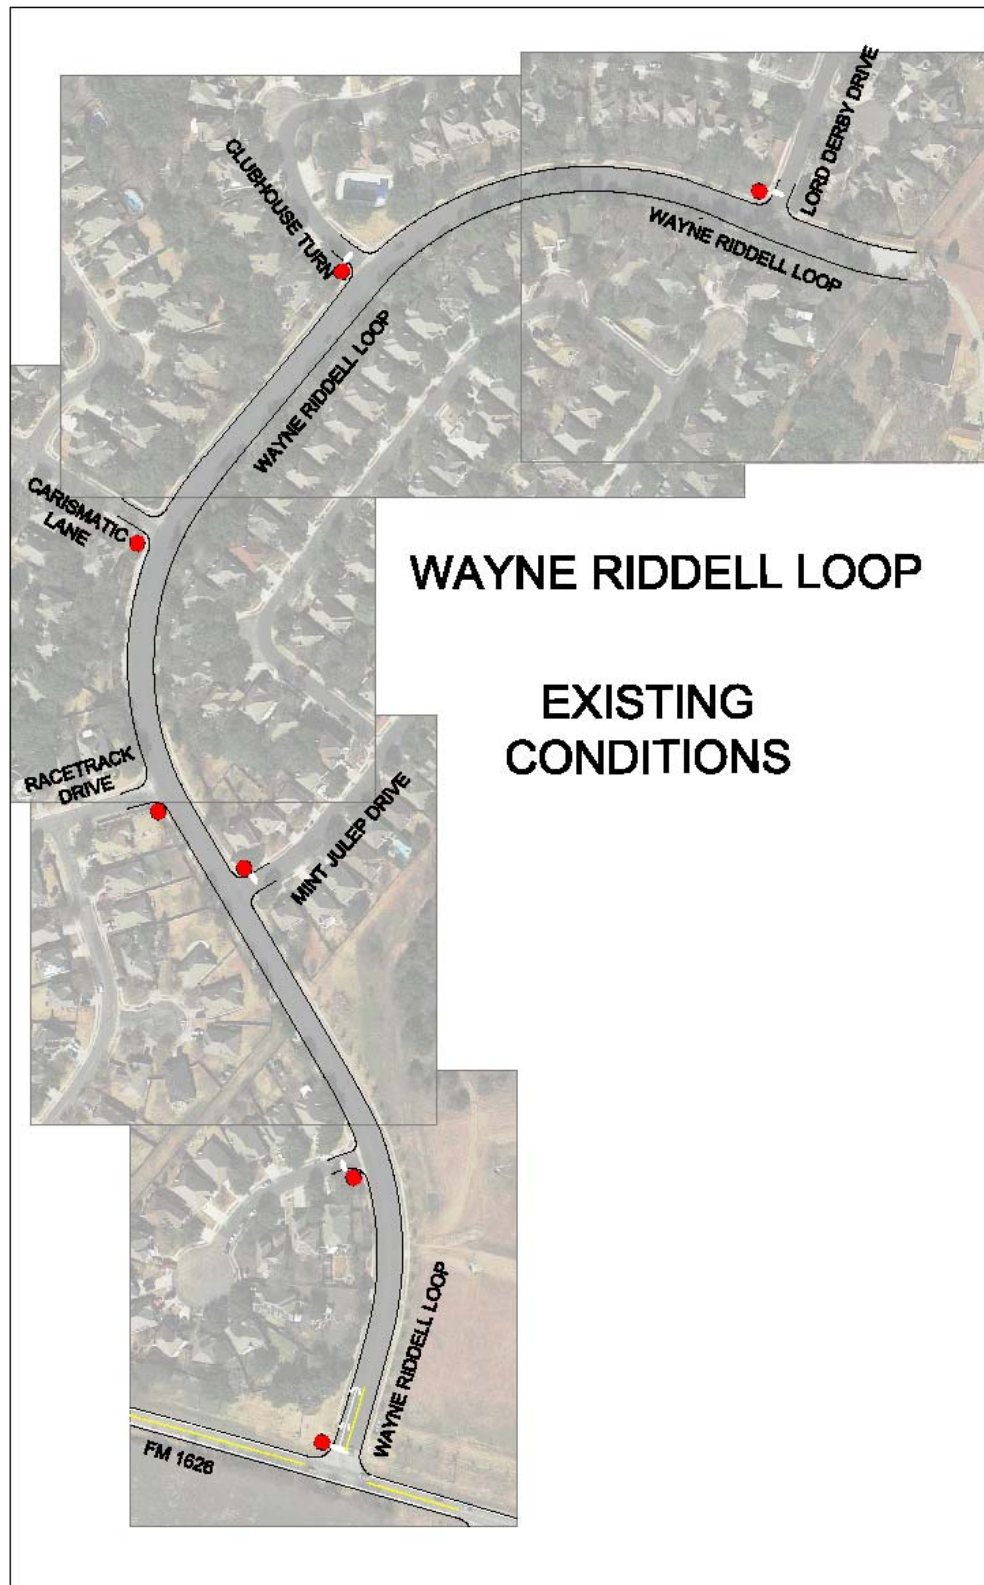 LORD DERBY DRIVE
CLUBHOUSE TURN
WAYNE RIDDELL LOOP
WAYNE RIDDELL LOOP
CARISMATIC
LANE
WAYNE RIDDELL LOOP
EXISTING
CONDITIONS
RACETRACK
DRIVE
MINT JULEP DRIVE
WAYNE RIDDELL LOOP
FM 1626